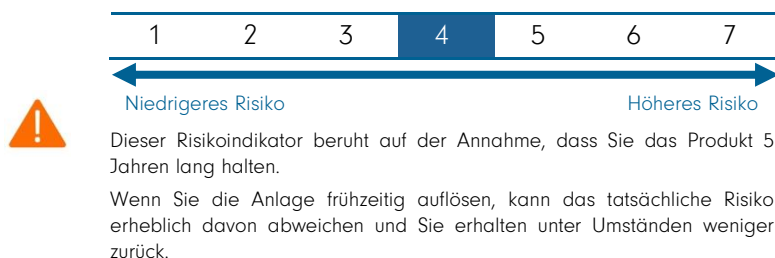 1 2 3 4 5 6 7
Niedrigeres Risiko Höheres Risiko
Dieser Risikoindikator beruht auf der Annahme, dass Sie das Produkt 5
Jahren lang halten.
Wenn Sie die Anlage frühzeitig auflösen, kann das tatsächliche Risiko
erheblich davon abweichen und Sie erhalten unter Umständen weniger
zurück.